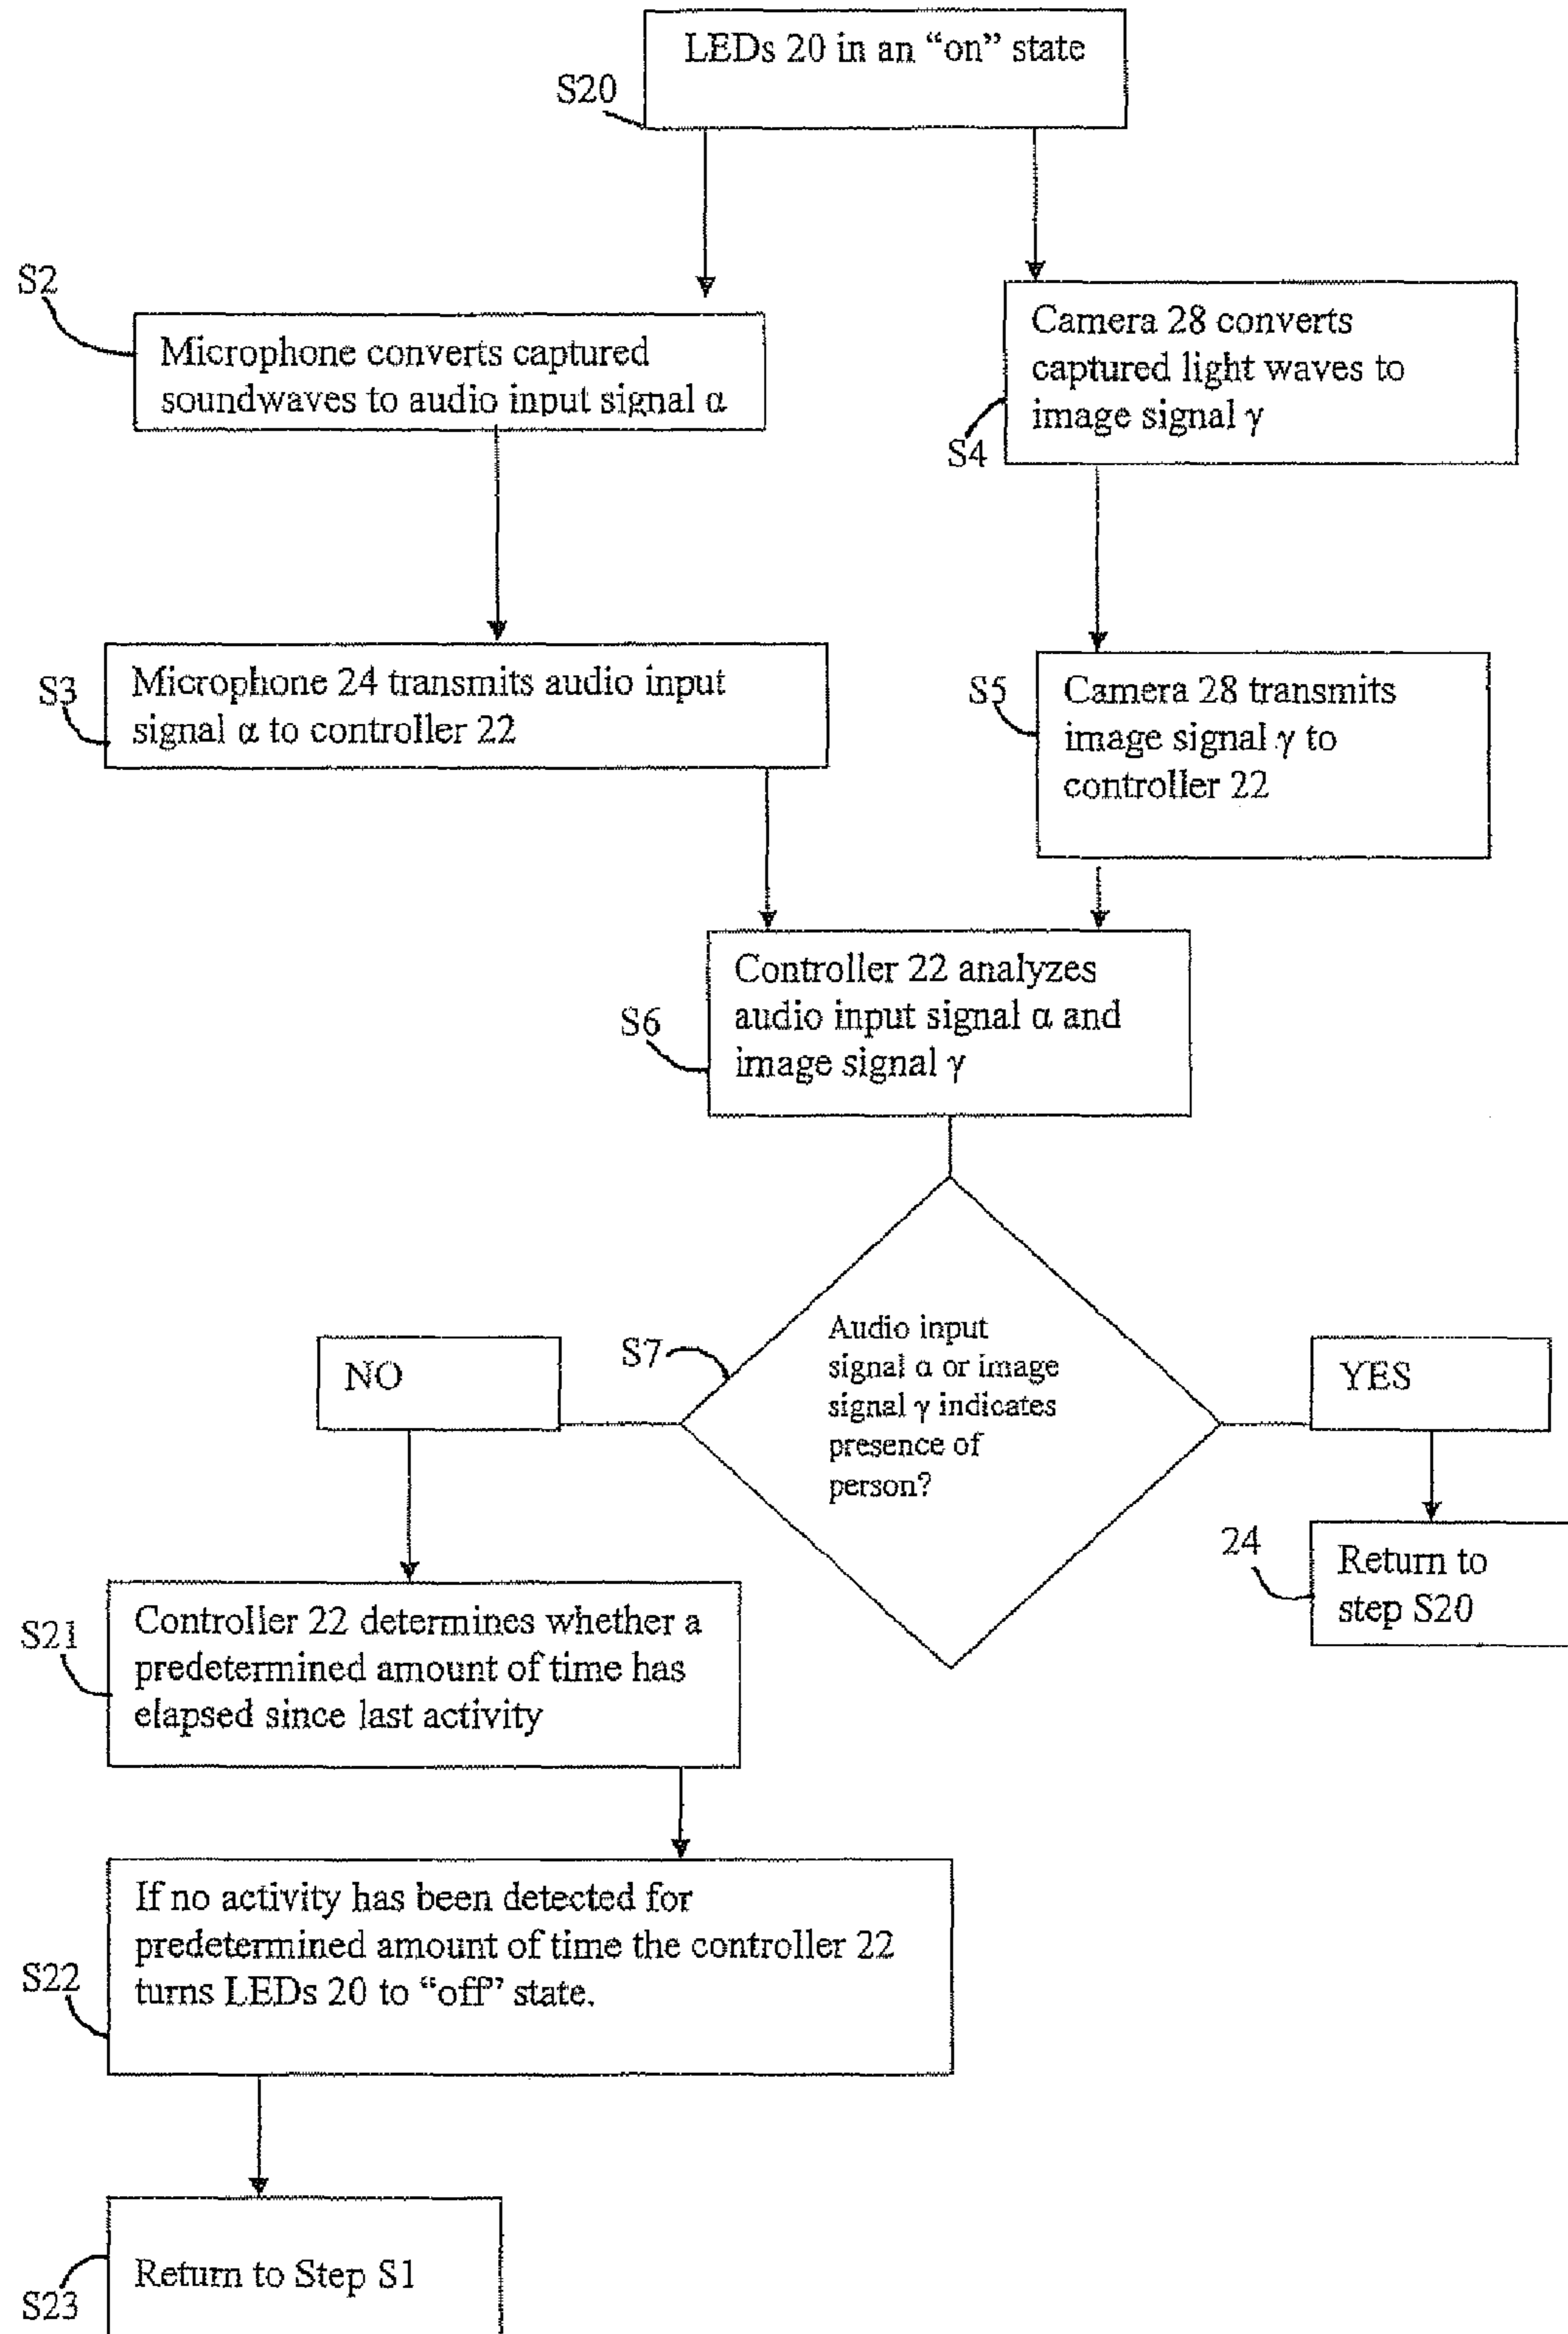 LEDs 20 in an “on” state
S20
S2
Microphone converts captured
soundwaves to audio input signal α
Camera 28 converts
captured light waves to
image signal γ
S4
S3
Microphone 24 transmits audio input
signal α to controller 22
S5
Camera 28 transmits
image signal γ to
controller 22
Controller 22 analyzes
audio input signal α and
image signal γ
S6
S7
Audio input
signal α or image
signal γ indicates
presence of
person?
NO
YES
24
Return to
step S20
S21
Controller 22 determines whether a
predetermined amount of time has
elapsed since last activity
If no activity has been detected for
predetermined amount of time the controller 22
turns LEDs 20 to “off” state.
S22
Return to Step S1
S23